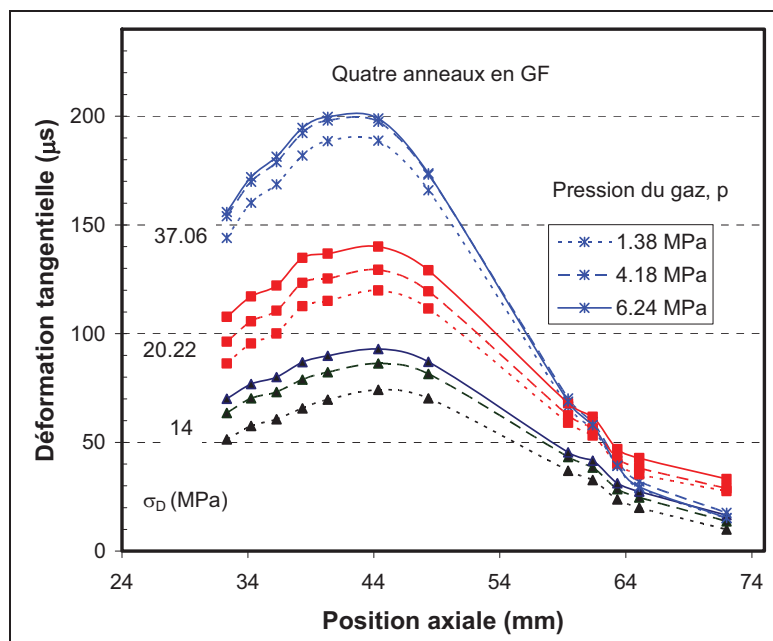 Quatre anneaux en GF
Déformation tangentielle (μs)
200
150
100
50
0
37.06
20.22
14
σD (MPa)
Pression du gaz, p
1.38 MPa
4.18 MPa
6.24 MPa
24 34 44 54 64 74
Position axiale (mm)